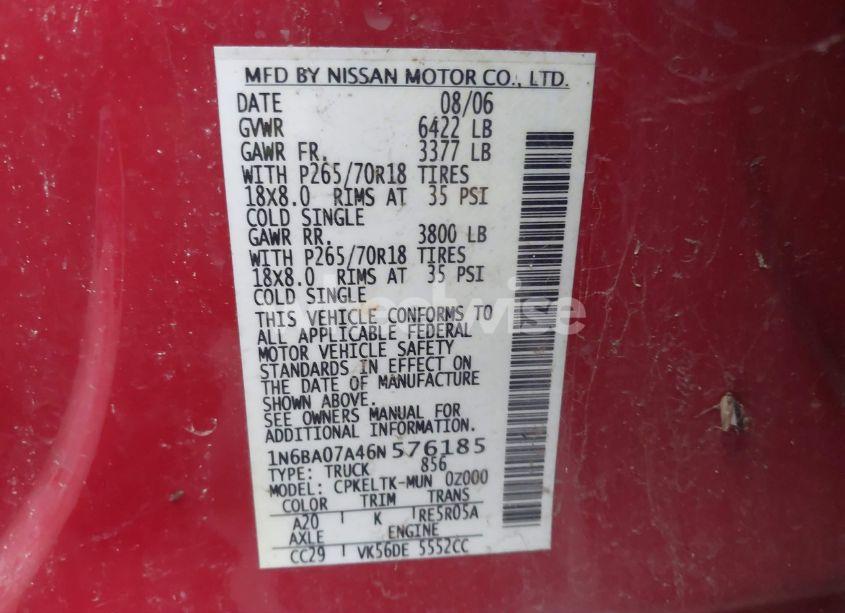 MFD BY NISSAN MOTOR CO., LTD.
DATE 08/06
GVWR 6422 LB
GAWR FR. 3377 LB
WITH P265/70R18 TIRES
18X8.0 RIMS AT 35 PSI
COLD SINGLE
GAWR RR. 3800 LB
WITH P265/70R18 TIRES
18X8.0 RIMS AT 35 PSI
COLD SINGLE
THIS VEHICLE CONFORMS TO
ALL APPLICABLE FEDERAL
MOTOR VEHICLE SAFETY
STANDARDS IN EFFECT ON
THE DATE OF MANUFACTURE
SHOWN ABOVE.
SEE OWNERS MANUAL FOR
ADDITIONAL INFORMATION.
1N6BA07A46N576185
TYPE: TRUCK 856
MODEL: CPKELTK-MUN 0Z000
COLOR TRIM TRANS
A20 K RE5R05A
AXLE ENGINE
CC29 VK56DE 5552CC